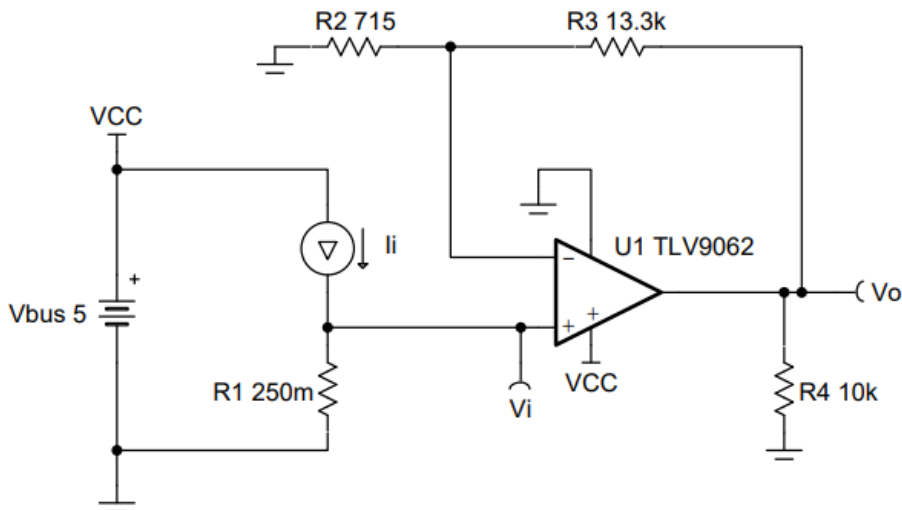 R2 715
R3 13.3k
VCC
Ii
U1 TLV9062
+
−
Vbus 5
Vo
+
+
R1 250m
VCC
R4 10k
Vi